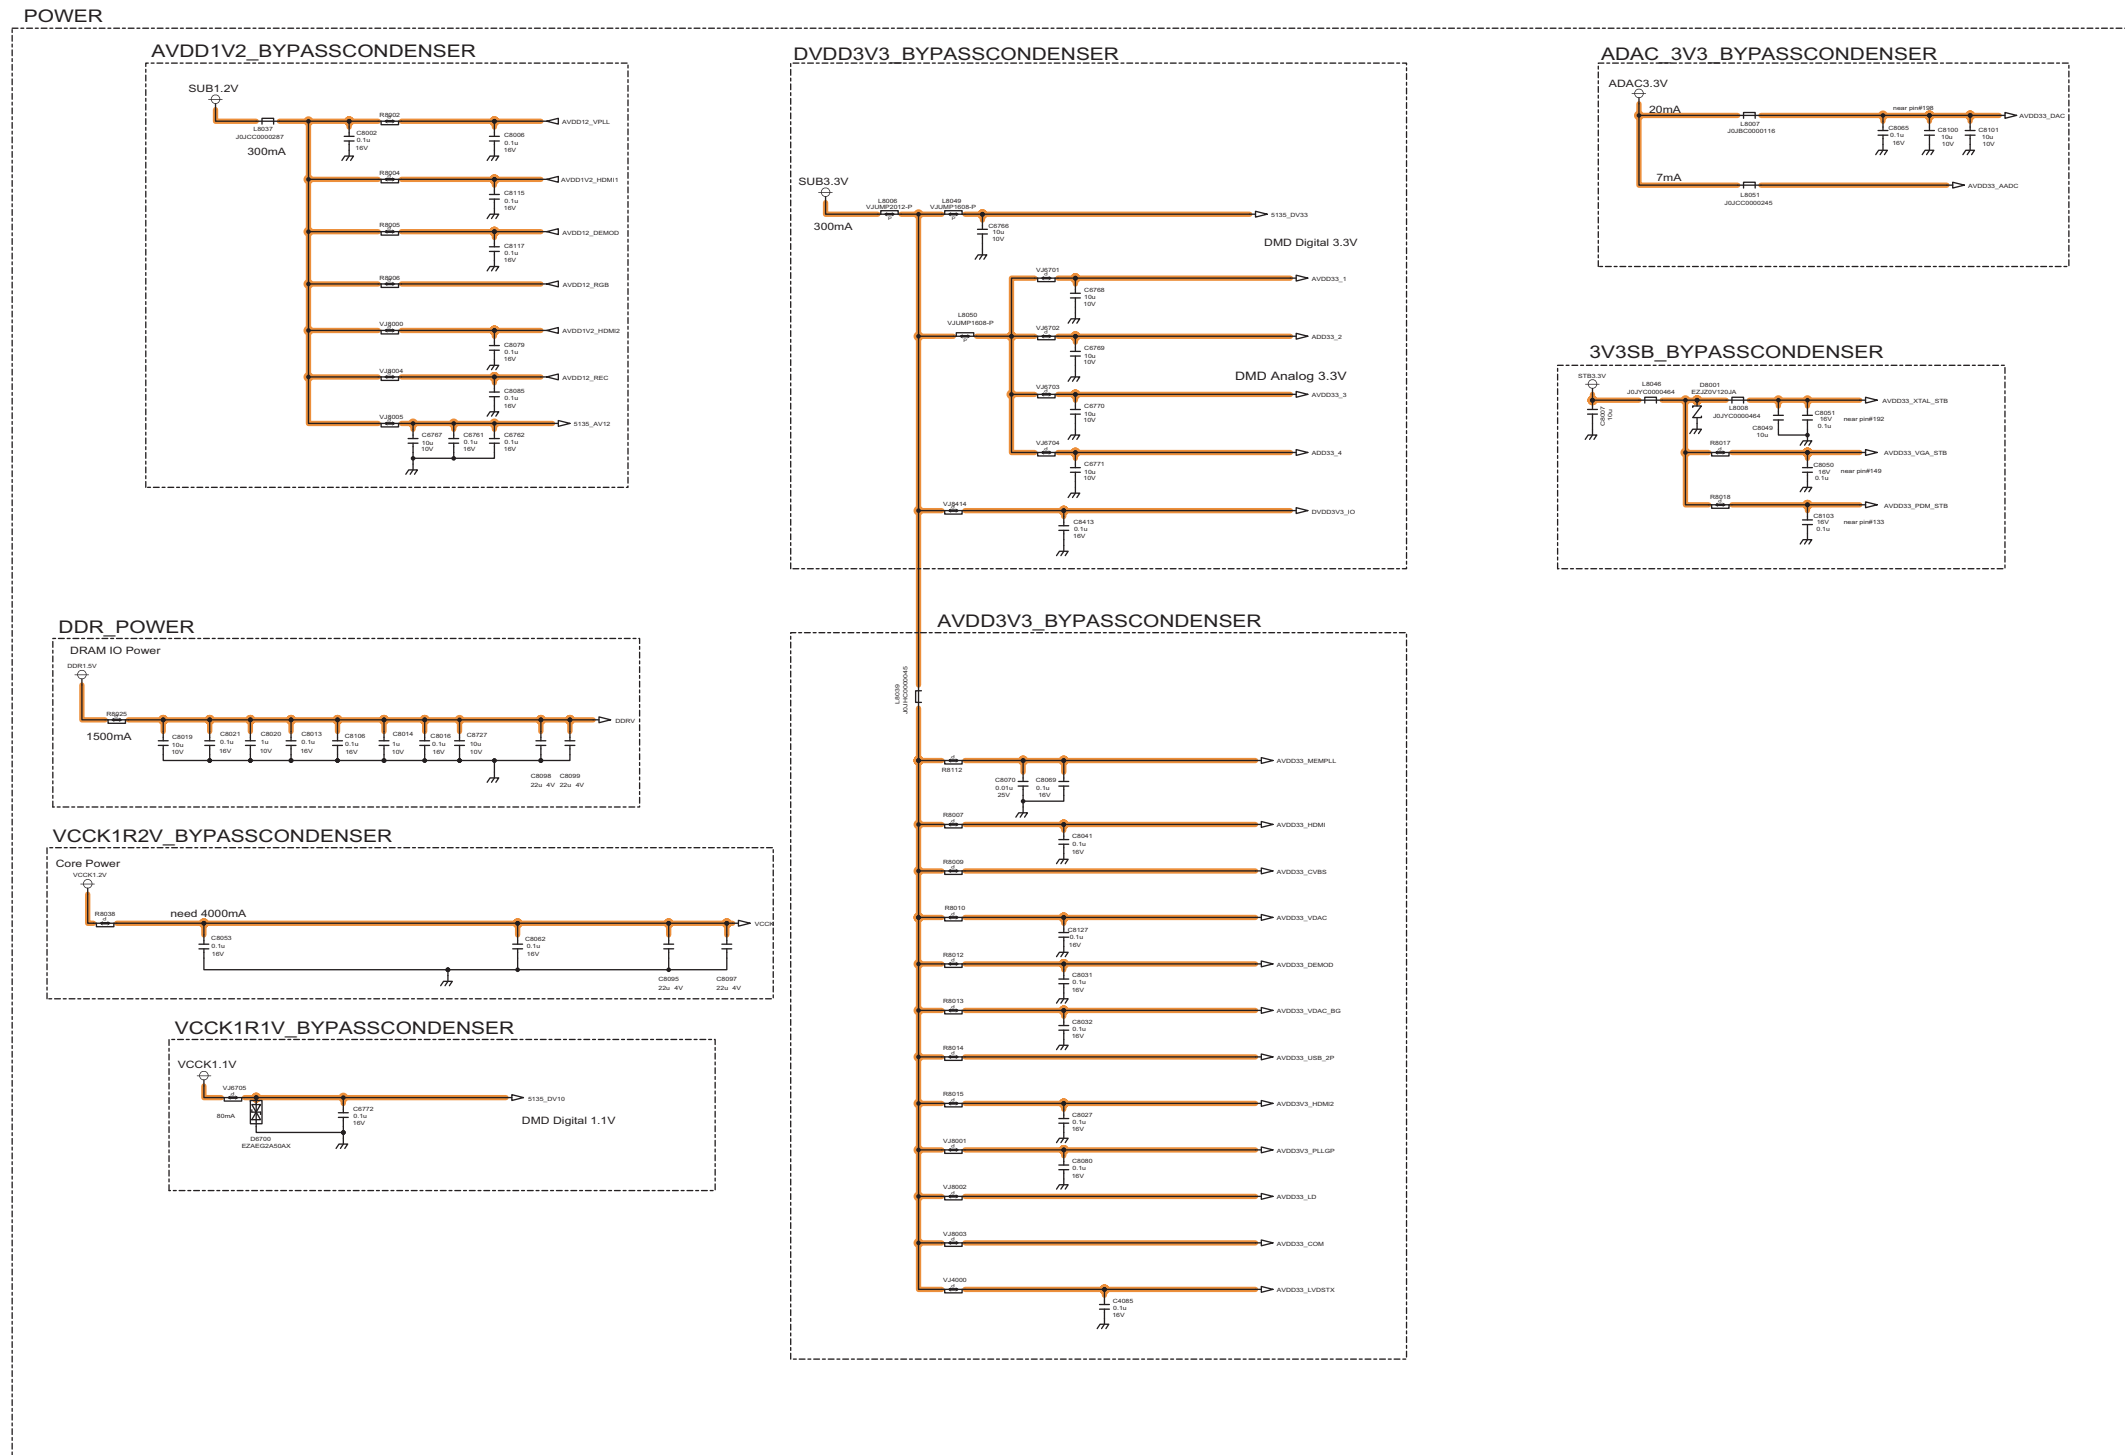 POWER
AVDD1V2_BYPASSCONDENSER
SUB1.2V
L8037
J0JCC0000287
300mA
R8002
C8002
0.1u
16V
C8006
0.1u
16V
AVDD12_VPLL
R8004
C8115
0.1u
16V
AVDD1V2_HDMI1
R8005
C8117
0.1u
16V
AVDD12_DEMOD
R8006
AVDD12_RGB
VJ8000
C8079
0.1u
16V
AVDD1V2_HDMI2
VJ8004
C8085
0.1u
16V
AVDD12_REC
VJ8005
C6767
10u
10V
C6761
0.1u
16V
C6762
0.1u
16V
5135_AV12
DVDD3V3_BYPASSCONDENSER
SUB3.3V
300mA
L8006
VJUMP2012-P
L8049
VJUMP1608-P
C6766
10u
10V
5135_DV33
DMD Digital 3.3V
L8050
VJUMP1608-P
VJ6701
C6768
10u
10V
AVDD33_1
VJ6702
C6769
10u
10V
ADD33_2
DMD Analog 3.3V
VJ6703
C6770
10u
10V
AVDD33_3
VJ6704
C6771
10u
10V
ADD33_4
VJ8414
C8413
0.1u
16V
DVDD3V3_IO
ADAC_3V3_BYPASSCONDENSER
ADAC3.3V
20mA
L8007
J0JBC0000116
near pin#198
C8065
0.1u
16V
C8100
10u
10V
C8101
10u
10V
AVDD33_DAC
7mA
L8051
J0JCC0000245
AVDD33_AADC
3V3SB_BYPASSCONDENSER
STB3.3V
C8007
10u
L8046
J0JYC0000464
D8001
EZJZ0V120JA
L8008
J0JYC0000464
C8049
10u
C8051
16V
0.1u
near pin#192
AVDD33_XTAL_STB
R8017
C8050
16V
0.1u
near pin#149
AVDD33_VGA_STB
R8018
C8103
16V
0.1u
near pin#133
AVDD33_PDM_STB
DDR_POWER
DRAM IO Power
DDR1.5V
R8025
1500mA
C8019
10u
10V
C8021
0.1u
16V
C8020
1u
10V
C8013
0.1u
16V
C8106
0.1u
16V
C8014
1u
10V
C8016
0.1u
16V
C8727
10u
10V
C8098
22u 4V
C8099
22u 4V
DDRV
VCCK1R2V_BYPASSCONDENSER
Core Power
VCCK1.2V
R8038
need 4000mA
C8053
0.1u
16V
C8062
0.1u
16V
C8095
22u 4V
C8097
22u 4V
VCCK
VCCK1R1V_BYPASSCONDENSER
VCCK1.1V
VJ6705
80mA
D6700
EZAEG2A50AX
C6772
0.1u
16V
5135_DV10
DMD Digital 1.1V
AVDD3V3_BYPASSCONDENSER
L8039
J0JHC0000045
R8112
C8070
0.01u
25V
C8069
0.1u
16V
AVDD33_MEMPLL
R8007
C8041
0.1u
16V
AVDD33_HDMI
R8009
AVDD33_CVBS
R8010
C8127
0.1u
16V
AVDD33_VDAC
R8012
C8031
0.1u
16V
AVDD33_DEMOD
R8013
C8032
0.1u
16V
AVDD33_VDAC_BG
R8014
AVDD33_USB_2P
R8015
C8027
0.1u
16V
AVDD3V3_HDMI2
VJ8001
C8080
0.1u
16V
AVDD3V3_PLLGP
VJ8002
AVDD33_LD
VJ8003
AVDD33_COM
VJ4000
C4085
0.1u
16V
AVDD33_LVDSTX